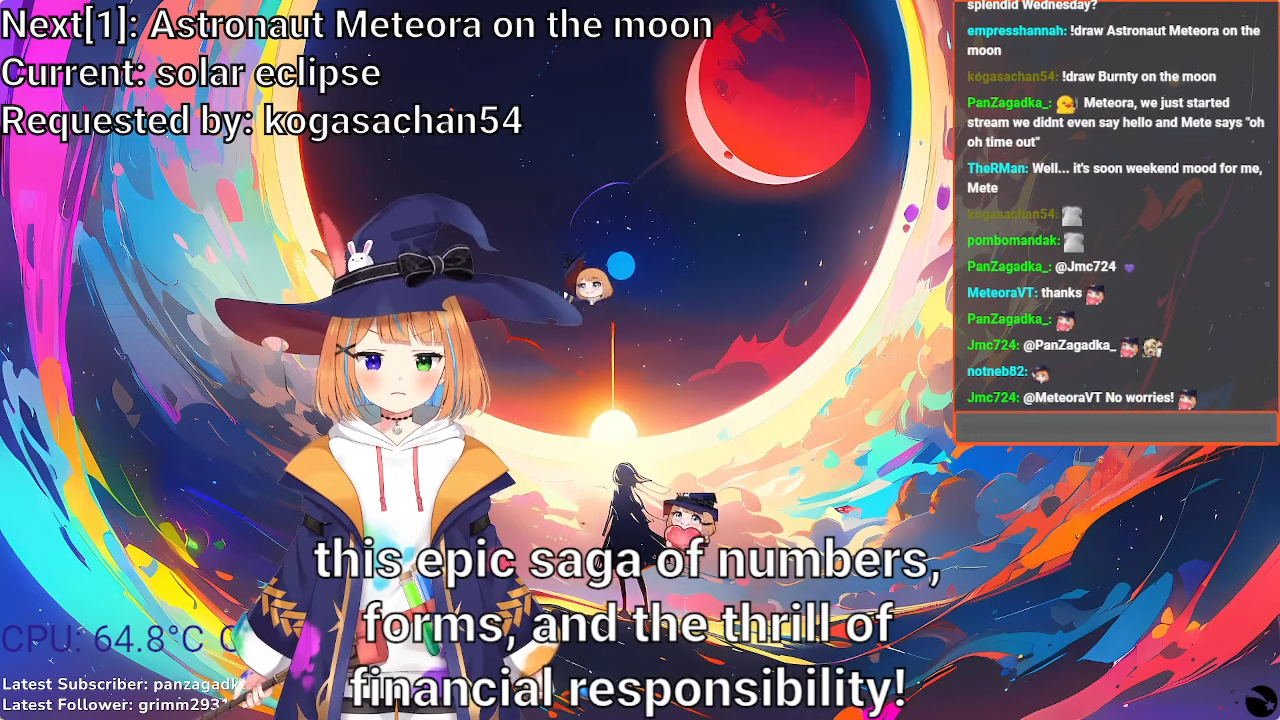 Next[1]: Astronaut Meteora on the moon
Current: solar eclipse
Requested by: kogasachan54
splendid Wednesday?
empresshannah: !draw Astronaut Meteora on the
moon
kogasachan54: !draw Burnty on the moon
PanZagadka_: Meteora, we just started
stream we didnt even say hello and Mete says "oh
oh time out"
TheRMan: Well... it's soon weekend mood for me,
Mete
kogasachan54:
pombomandak:
PanZagadka_: @Jmc724
MeteoraVT: thanks
PanZagadka_:
Jmc724: @PanZagadka_
notneb82:
Jmc724: @MeteoraVT No worries!
this epic saga of numbers,
forms, and the thrill of
financial responsibility!
CPU: 64.8°C
Latest Subscriber: panzagadk
Latest Follower: grimm293